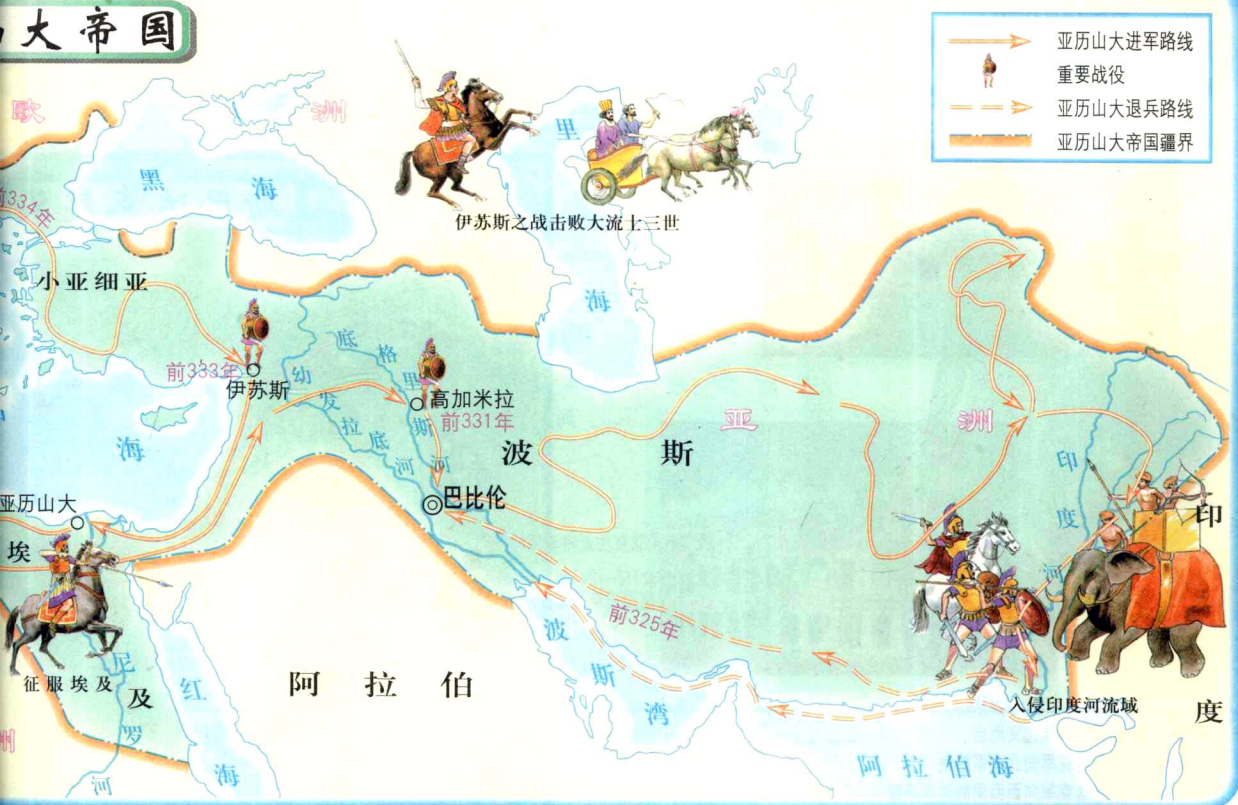 大帝国
亚历山大进军路线
重要战役
亚历山大退兵路线
亚历山大帝国疆界
歐
洲
黑
海
里
海
伊苏斯之战击败大流士三世
前334年
小亚细亚
前333年
伊苏斯
底
格
里
斯
河
幼
发
拉
底
河
高加米拉
前331年
波
斯
亚
洲
海
巴比伦
亚历山大
埃
及
征服埃及
尼
罗
河
红
海
阿拉伯
波
斯
湾
前325年
印
度
河
印
度
入侵印度河流域
阿拉伯海
洲